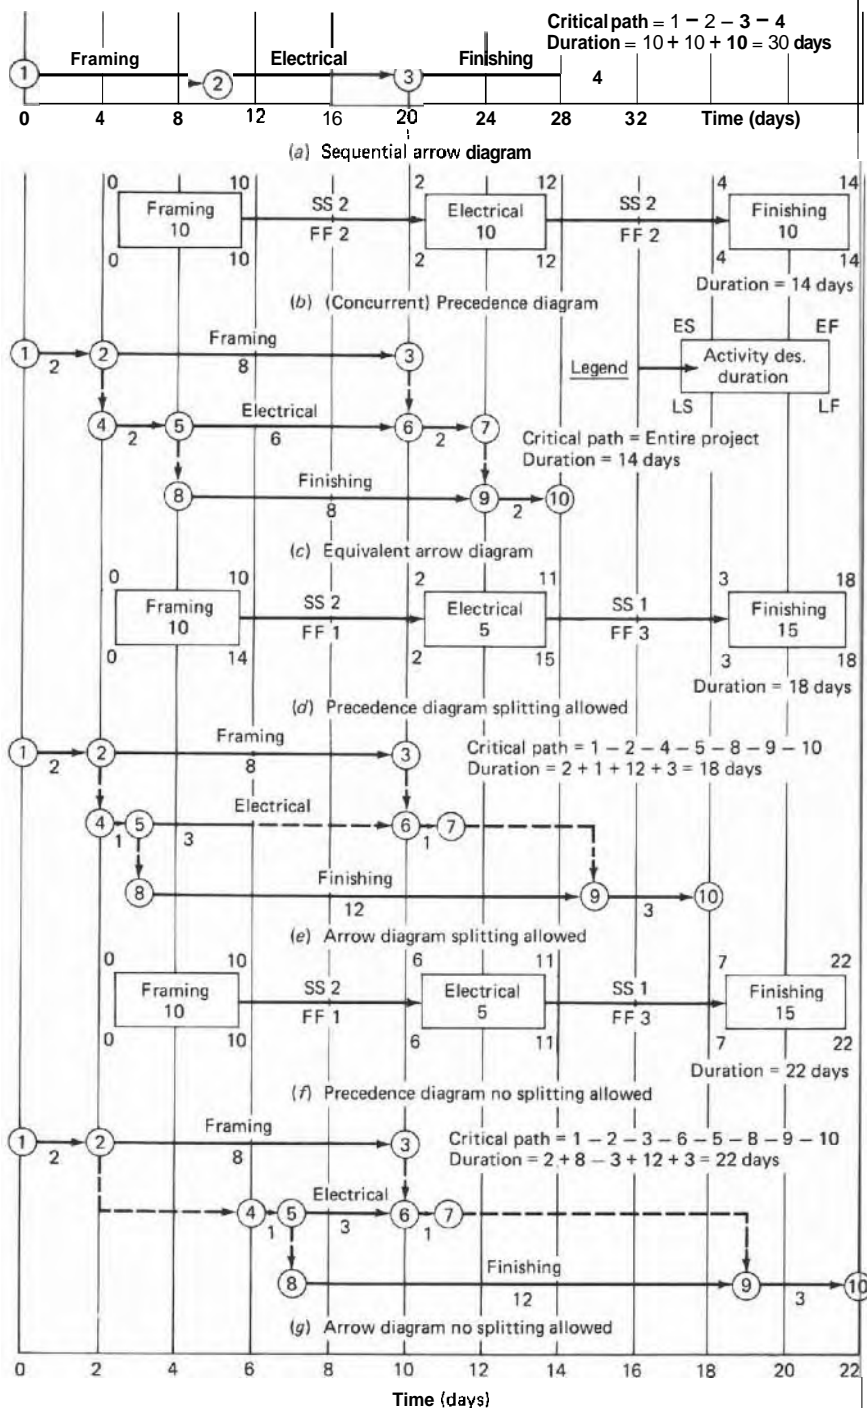 Critical path = 1 – 2 – 3 – 4
Duration = 10 + 10 + 10 = 30 days
Framing Electrical Finishing
1 2 3 4
0 4 8 12 16 20 24 28 32 Time (days)
(a) Sequential arrow diagram
0 10 2 12 4 14
Framing SS 2 Electrical SS 2 Finishing
10 FF 2 10 FF 2 10
0 10 2 12 4 14
Duration = 14 days
(b) (Concurrent) Precedence diagram
ES EF
Framing
1 2 3
2 8
Legend Activity des.
duration
LS LF
Electrical
4 5 6 7
2 6 2
Critical path = Entire project
Duration = 14 days
Finishing
8 9 10
8 2
(c) Equivalent arrow diagram
0 10 2 11 3 18
Framing SS 2 Electrical SS 1 Finishing
10 FF 1 5 FF 3 15
0 14 2 15 3 18
Duration = 18 days
(d) Precedence diagram splitting allowed
Framing
1 2 3
2 8
Critical path = 1 – 2 – 4 – 5 – 8 – 9 – 10
Duration = 2 + 1 + 12 + 3 = 18 days
Electrical
4 5 6 7
1 3 1
Finishing
8 9 10
12 3
(e) Arrow diagram splitting allowed
0 10 6 11 7 22
Framing SS 2 Electrical SS 1 Finishing
10 FF 1 5 FF 3 15
0 10 6 11 7 22
Duration = 22 days
(f) Precedence diagram no splitting allowed
Framing
1 2 3
2 8
Critical path = 1 – 2 – 3 – 6 – 5 – 8 – 9 – 10
Duration = 2 + 8 – 3 + 12 + 3 = 22 days
Electrical
4 5 6 7
1 3 1
Finishing
8 9 10
12 3
(g) Arrow diagram no splitting allowed
0 2 4 6 8 10 12 14 16 18 20 22
Time (days)